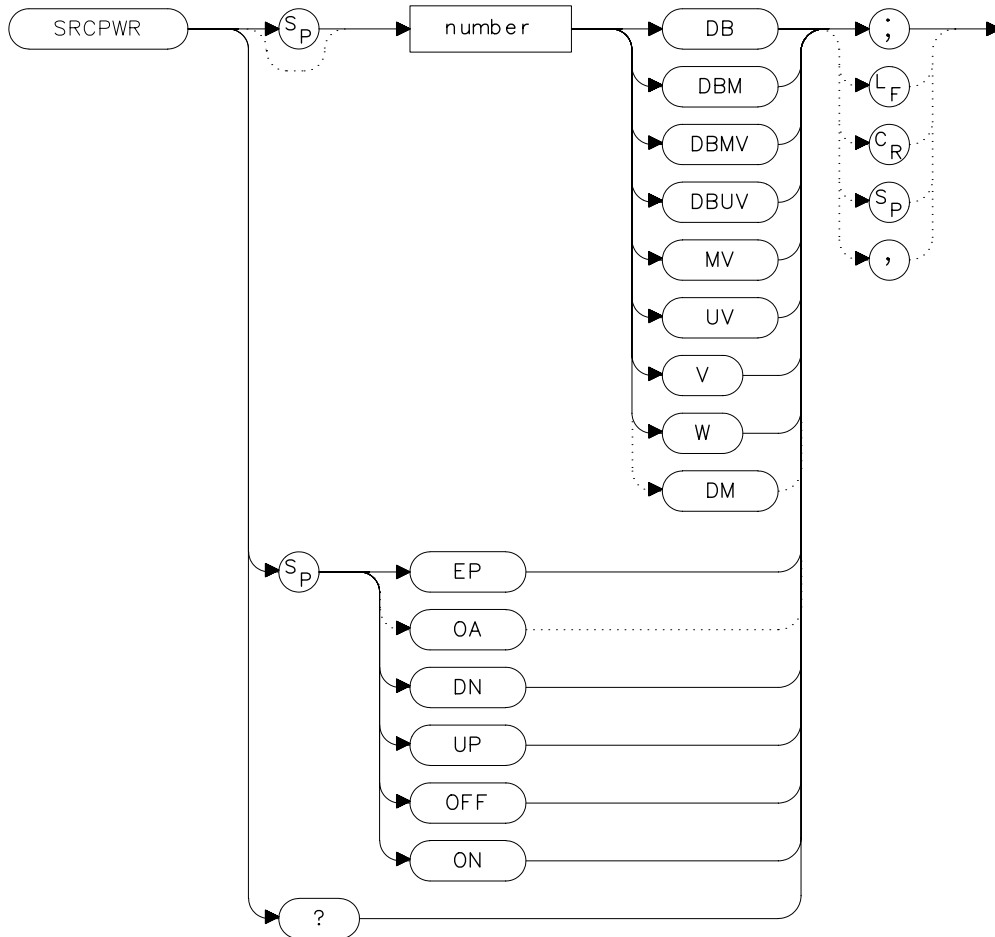 SRCPWR
SP
number
DB
;
DBM
LF
DBMV
CR
DBUV
SP
MV
,
UV
V
W
DM
SP
EP
OA
DN
UP
OFF
ON
?